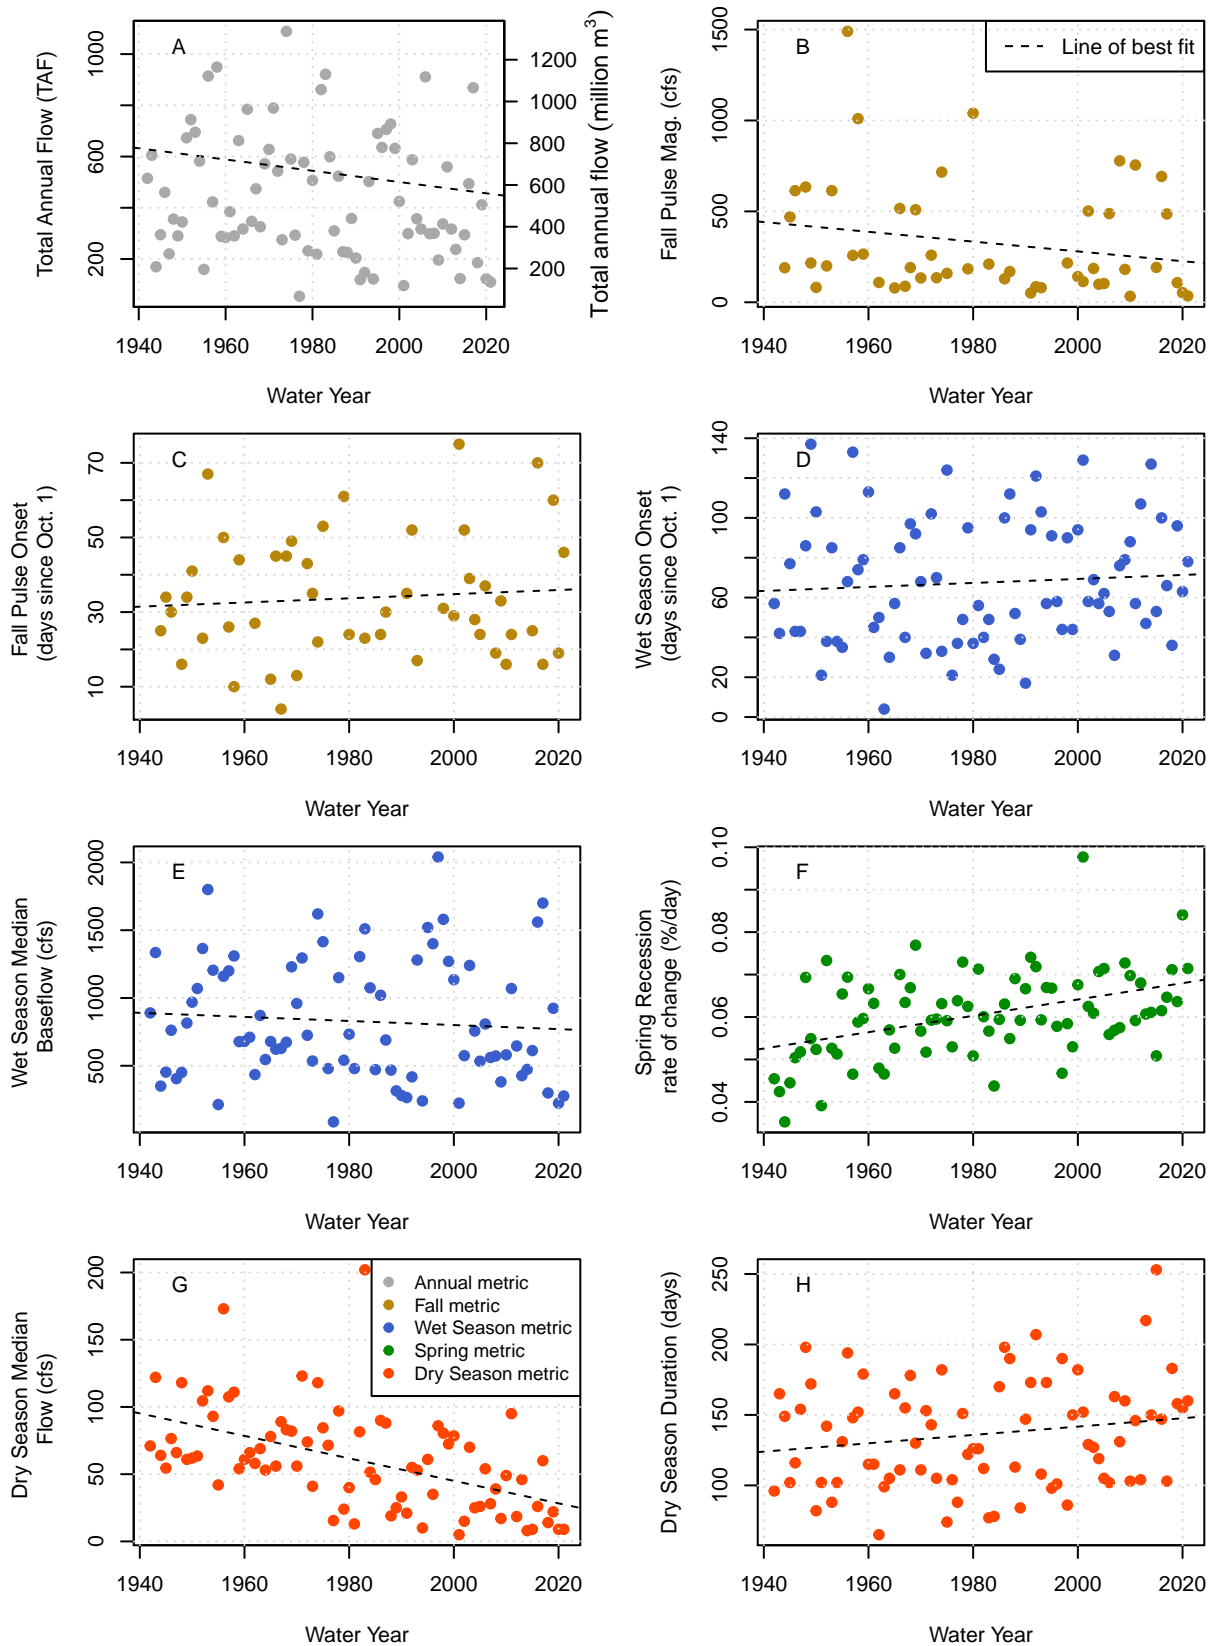 A
Total Annual Flow (TAF)
200
600
1000
200
400
600
800
1000
1200
Total annual flow (million m3)
1940 1960 1980 2000 2020
Water Year
B
Line of best fit
Fall Pulse Mag. (cfs)
0
500
1000
1500
1940 1960 1980 2000 2020
Water Year
C
Fall Pulse Onset
(days since Oct. 1)
10
30
50
70
1940 1960 1980 2000 2020
Water Year
D
Wet Season Onset
(days since Oct. 1)
0
20
60
100
140
1940 1960 1980 2000 2020
Water Year
E
Wet Season Median
Baseflow (cfs)
500
1000
1500
2000
1940 1960 1980 2000 2020
Water Year
F
Spring Recession
rate of change (%/day)
0.04
0.06
0.08
0.10
1940 1960 1980 2000 2020
Water Year
G
Annual metric
Fall metric
Wet Season metric
Spring metric
Dry Season metric
Dry Season Median
Flow (cfs)
0
50
100
150
200
1940 1960 1980 2000 2020
Water Year
H
Dry Season Duration (days)
100
150
200
250
1940 1960 1980 2000 2020
Water Year